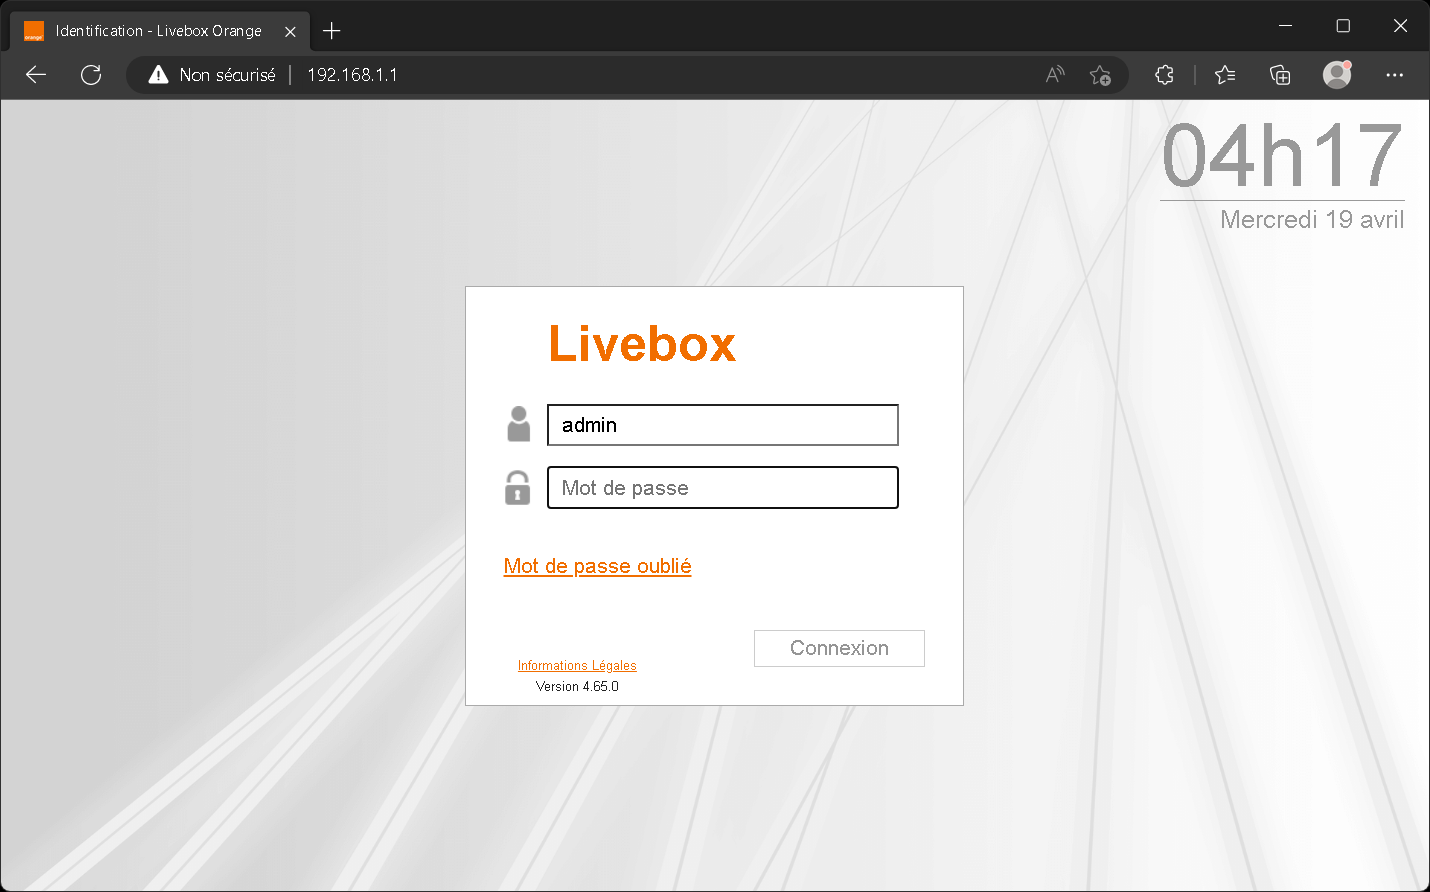 Identification - Livebox Orange
Non sécurisé | 192.168.1.1
04h17
Mercredi 19 avril
Livebox
admin
Mot de passe
Mot de passe oublié
Connexion
Informations Légales
Version 4.65.0